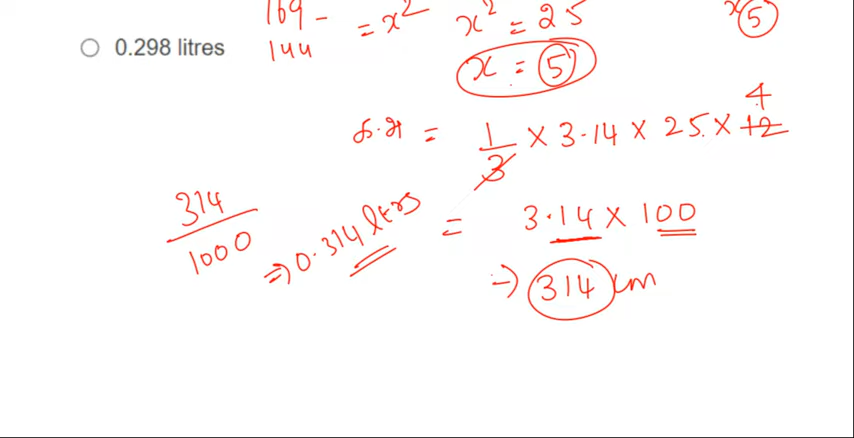 169 - = x² x² = 25 x 5
0.298 litres 144
x = 5
4
க.அ = 1/3 × 3.14 × 25 × 12
314/1000 ⇒ 0.314 ltrs = 3.14 × 100
⇒ 314 cm